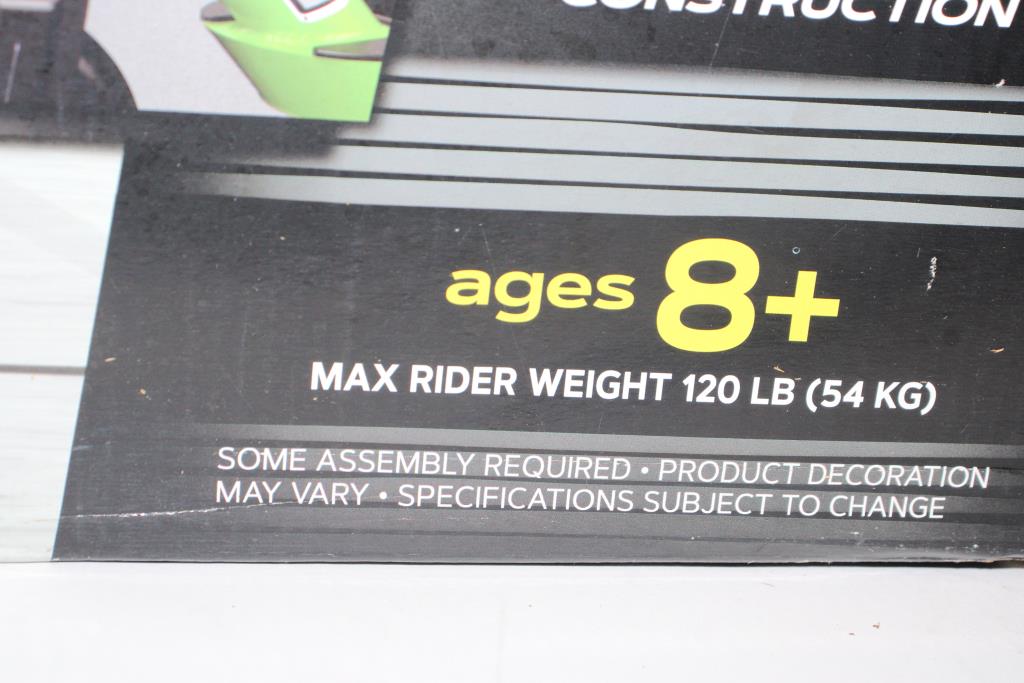 CONSTRUCTION
ages 8+
MAX RIDER WEIGHT 120 LB (54 KG)
SOME ASSEMBLY REQUIRED • PRODUCT DECORATION
MAY VARY • SPECIFICATIONS SUBJECT TO CHANGE